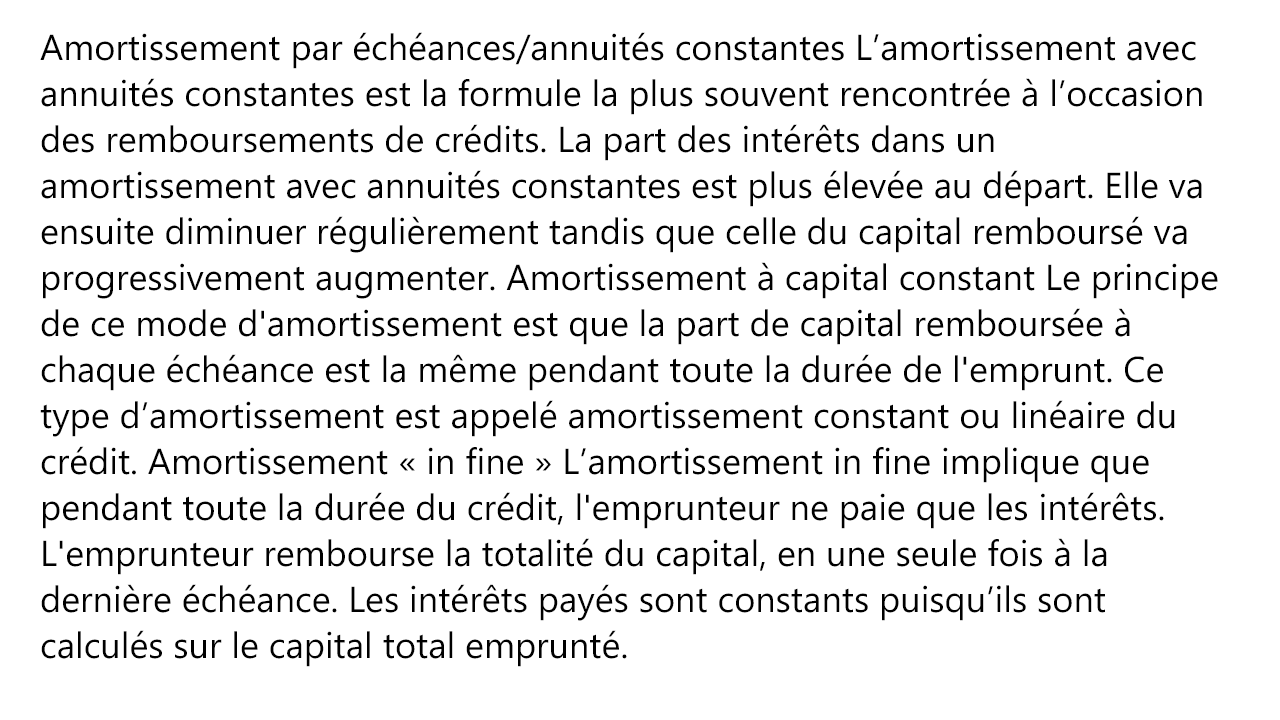 Amortissement par échéances/annuités constantes L’amortissement avec
annuités constantes est la formule la plus souvent rencontrée à l’occasion
des remboursements de crédits. La part des intérêts dans un
amortissement avec annuités constantes est plus élevée au départ. Elle va
ensuite diminuer régulièrement tandis que celle du capital remboursé va
progressivement augmenter. Amortissement à capital constant Le principe
de ce mode d'amortissement est que la part de capital remboursée à
chaque échéance est la même pendant toute la durée de l'emprunt. Ce
type d’amortissement est appelé amortissement constant ou linéaire du
crédit. Amortissement « in fine » L’amortissement in fine implique que
pendant toute la durée du crédit, l'emprunteur ne paie que les intérêts.
L'emprunteur rembourse la totalité du capital, en une seule fois à la
dernière échéance. Les intérêts payés sont constants puisqu’ils sont
calculés sur le capital total emprunté.